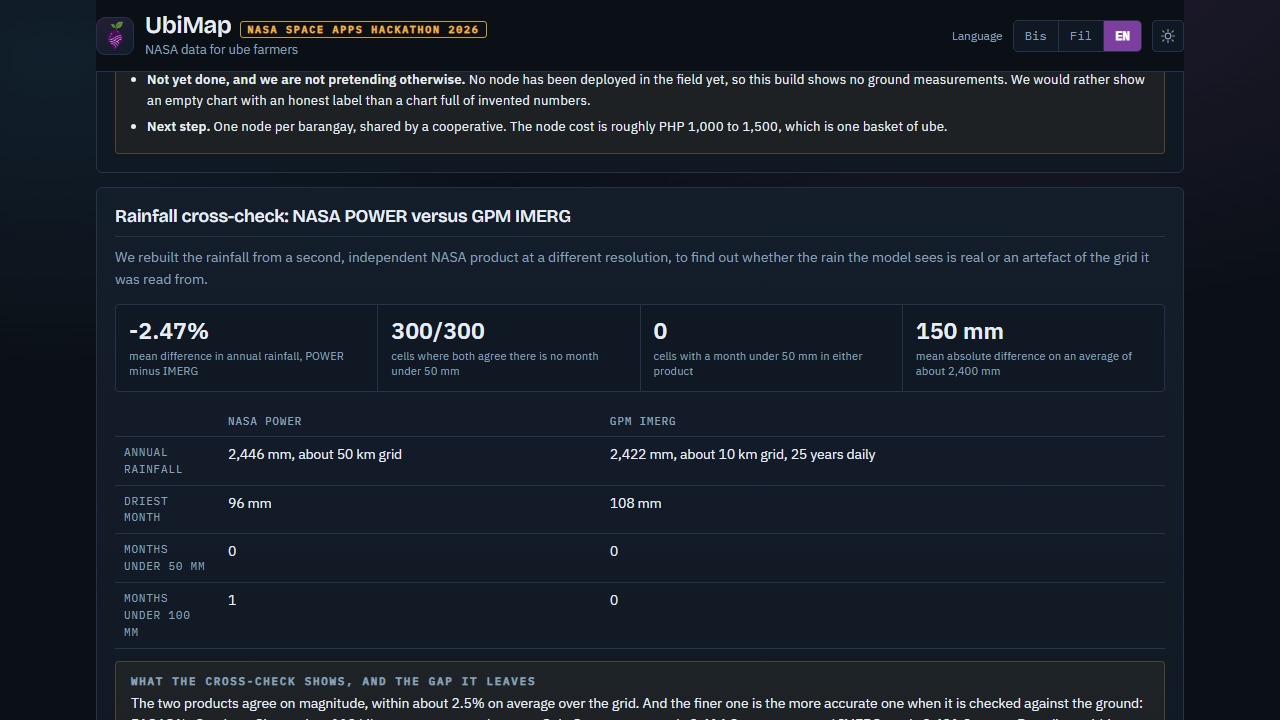 UbiMap NASA SPACE APPS HACKATHON 2026
NASA data for ube farmers
Language Bis Fil EN
Not yet done, and we are not pretending otherwise. No node has been deployed in the field yet, so this build shows no ground measurements. We would rather show
an empty chart with an honest label than a chart full of invented numbers.
Next step. One node per barangay, shared by a cooperative. The node cost is roughly PHP 1,000 to 1,500, which is one basket of ube.
Rainfall cross-check: NASA POWER versus GPM IMERG
We rebuilt the rainfall from a second, independent NASA product at a different resolution, to find out whether the rain the model sees is real or an artefact of the grid it
was read from.
-2.47%
mean difference in annual rainfall, POWER
minus IMERG
300/300
cells where both agree there is no month
under 50 mm
0
cells with a month under 50 mm in either
product
150 mm
mean absolute difference on an average of
about 2,400 mm
NASA POWER GPM IMERG
ANNUAL
RAINFALL
2,446 mm, about 50 km grid
2,422 mm, about 10 km grid, 25 years daily
DRIEST
MONTH
96 mm
108 mm
MONTHS
UNDER 50 MM
0
0
MONTHS
UNDER 100
MM
1
0
WHAT THE CROSS-CHECK SHOWS, AND THE GAP IT LEAVES
The two products agree on magnitude, within about 2.5% on average over the grid. And the finer one is the more accurate one when it is checked against the ground: